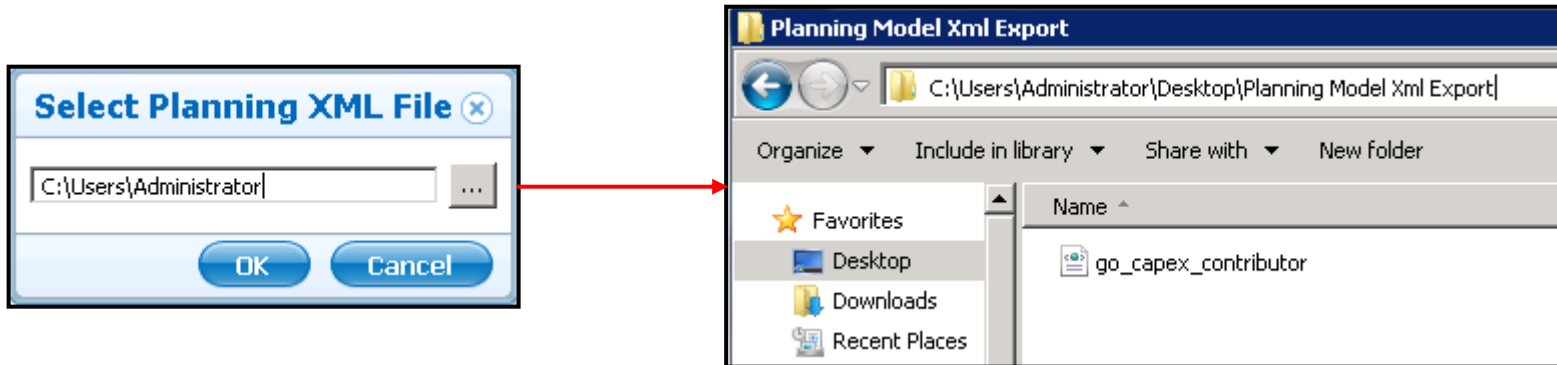 Select Planning XML File
C:\Users\Administrator
...
OK Cancel
Planning Model Xml Export
C:\Users\Administrator\Desktop\Planning Model Xml Export
Organize Include in library Share with New folder
Favorites
Desktop
Downloads
Recent Places
Name
go_capex_contributor